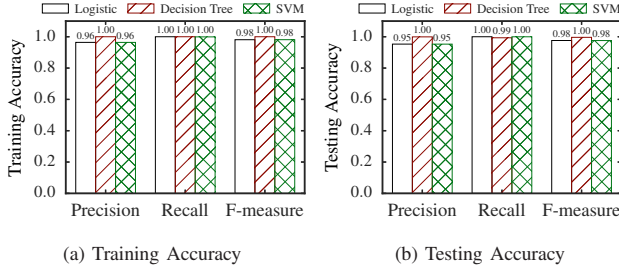 Logistic Decision Tree SVM
Training Accuracy
1.0
0.8
0.6
0.4
0.2
0.0
0.96 1.00 0.96
1.00 1.00 1.00
0.98 1.00 0.98
Precision Recall F-measure
(a) Training Accuracy
Logistic Decision Tree SVM
Testing Accuracy
1.0
0.8
0.6
0.4
0.2
0.0
0.95 1.00 0.95
1.00 0.99 1.00
0.98 1.00 0.98
Precision Recall F-measure
(b) Testing Accuracy